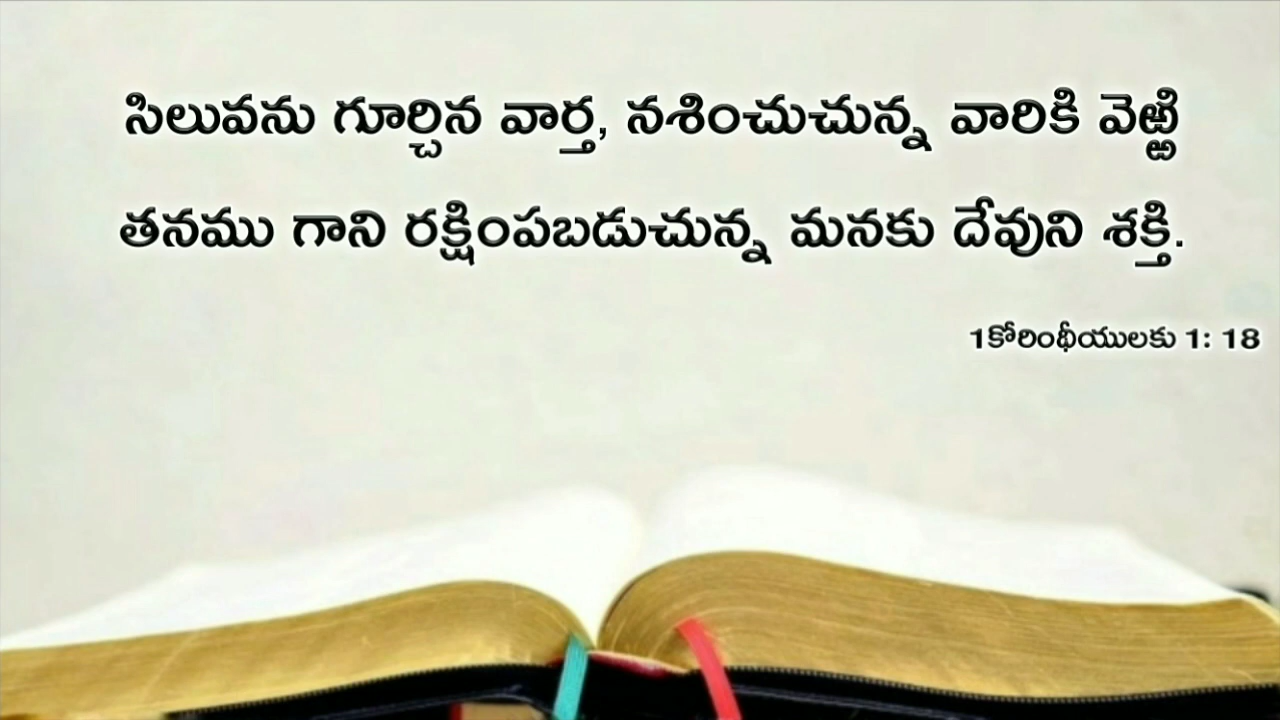 సిలువను గూర్చిన వార్త, నశించుచున్న వారికి వెఱ్ఱి
తనము గాని రక్షింపబడుచున్న మనకు దేవుని శక్తి.
1కోరింథీయులకు 1: 18